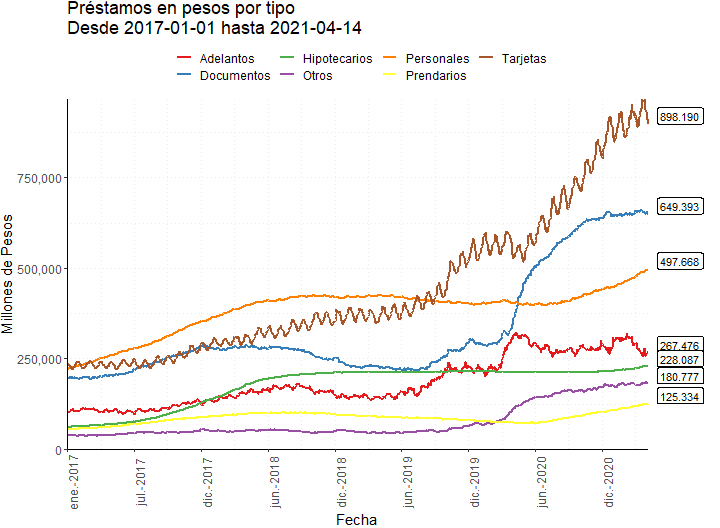 Préstamos en pesos por tipo
Desde 2017-01-01 hasta 2021-04-14
Adelantos Hipotecarios Personales Tarjetas
Documentos Otros Prendarios
Millones de Pesos
750,000
500,000
250,000
0
898.190
649.393
497.668
267.476
228.087
180.777
125.334
ene.-2017
jul.-2017
dic.-2017
jun.-2018
dic.-2018
jun.-2019
dic.-2019
jun.-2020
dic.-2020
Fecha